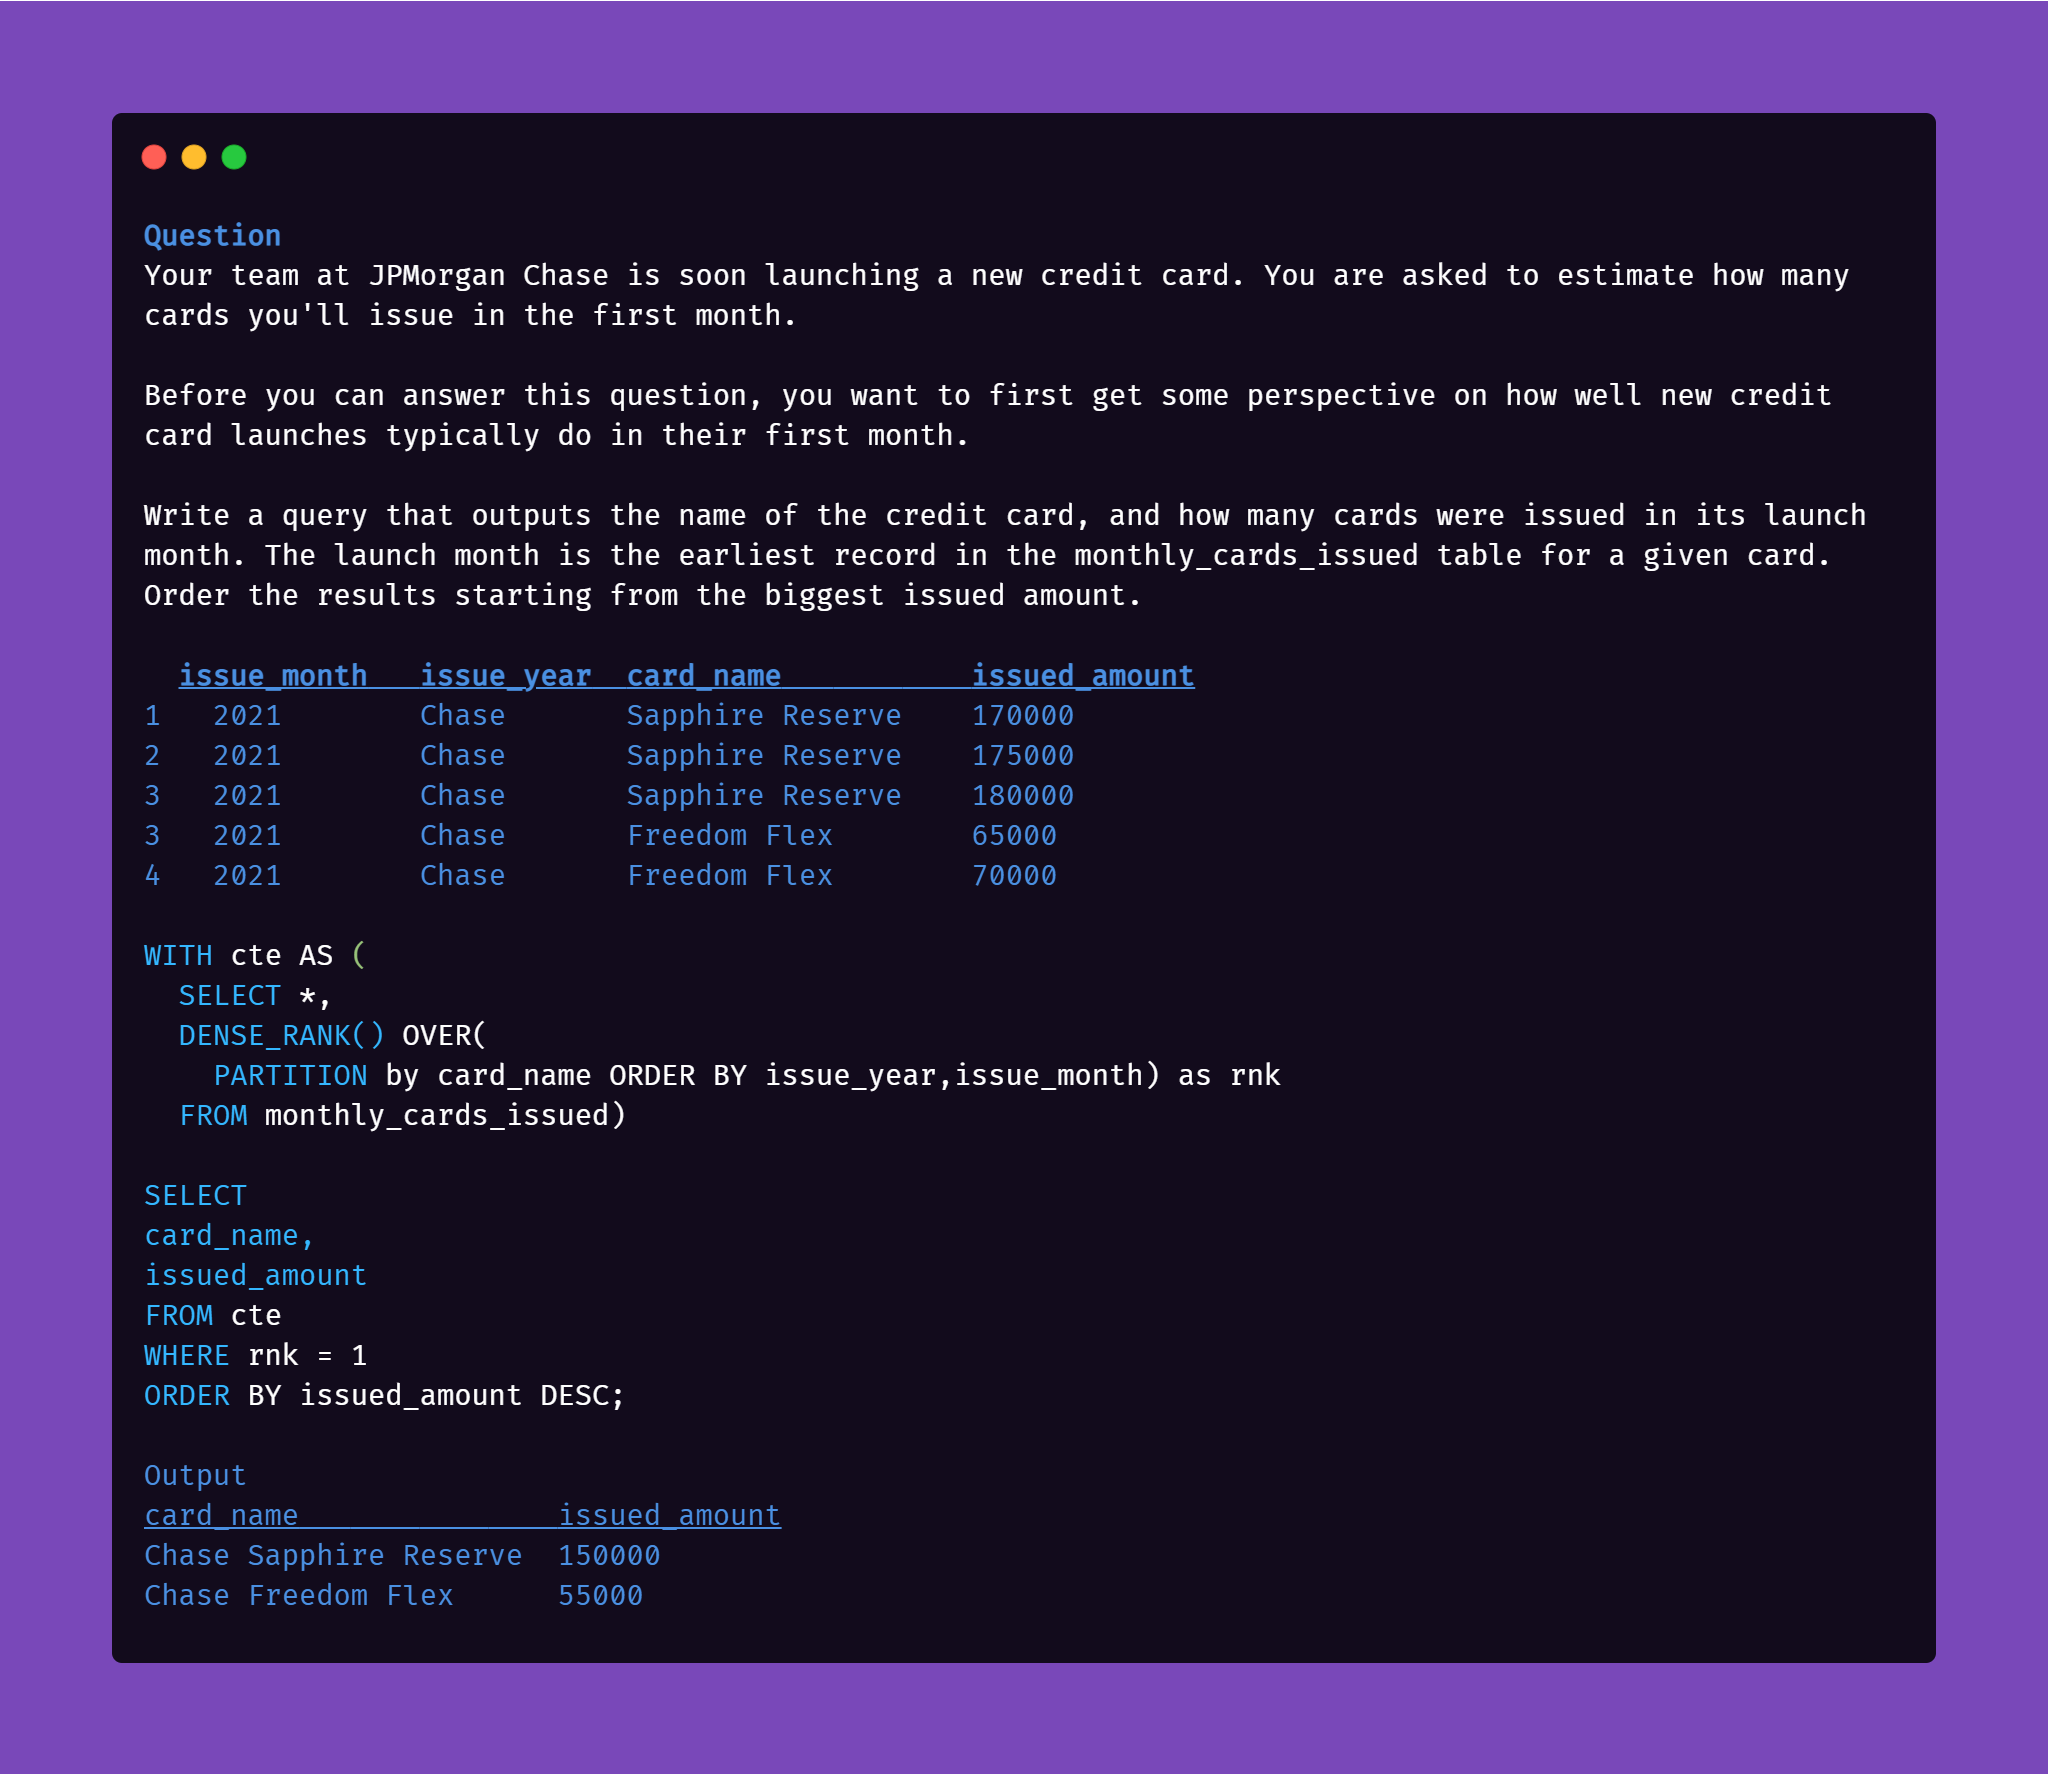 Question
Your team at JPMorgan Chase is soon launching a new credit card. You are asked to estimate how many
cards you'll issue in the first month.
Before you can answer this question, you want to first get some perspective on how well new credit
card launches typically do in their first month.
Write a query that outputs the name of the credit card, and how many cards were issued in its launch
month. The launch month is the earliest record in the monthly_cards_issued table for a given card.
Order the results starting from the biggest issued amount.
issue_month issue_year card_name issued_amount
1 2021 Chase Sapphire Reserve 170000
2 2021 Chase Sapphire Reserve 175000
3 2021 Chase Sapphire Reserve 180000
3 2021 Chase Freedom Flex 65000
4 2021 Chase Freedom Flex 70000
WITH cte AS (
SELECT *,
DENSE_RANK() OVER(
PARTITION by card_name ORDER BY issue_year,issue_month) as rnk
FROM monthly_cards_issued)
SELECT
card_name,
issued_amount
FROM cte
WHERE rnk = 1
ORDER BY issued_amount DESC;
Output
card_name issued_amount
Chase Sapphire Reserve 150000
Chase Freedom Flex 55000